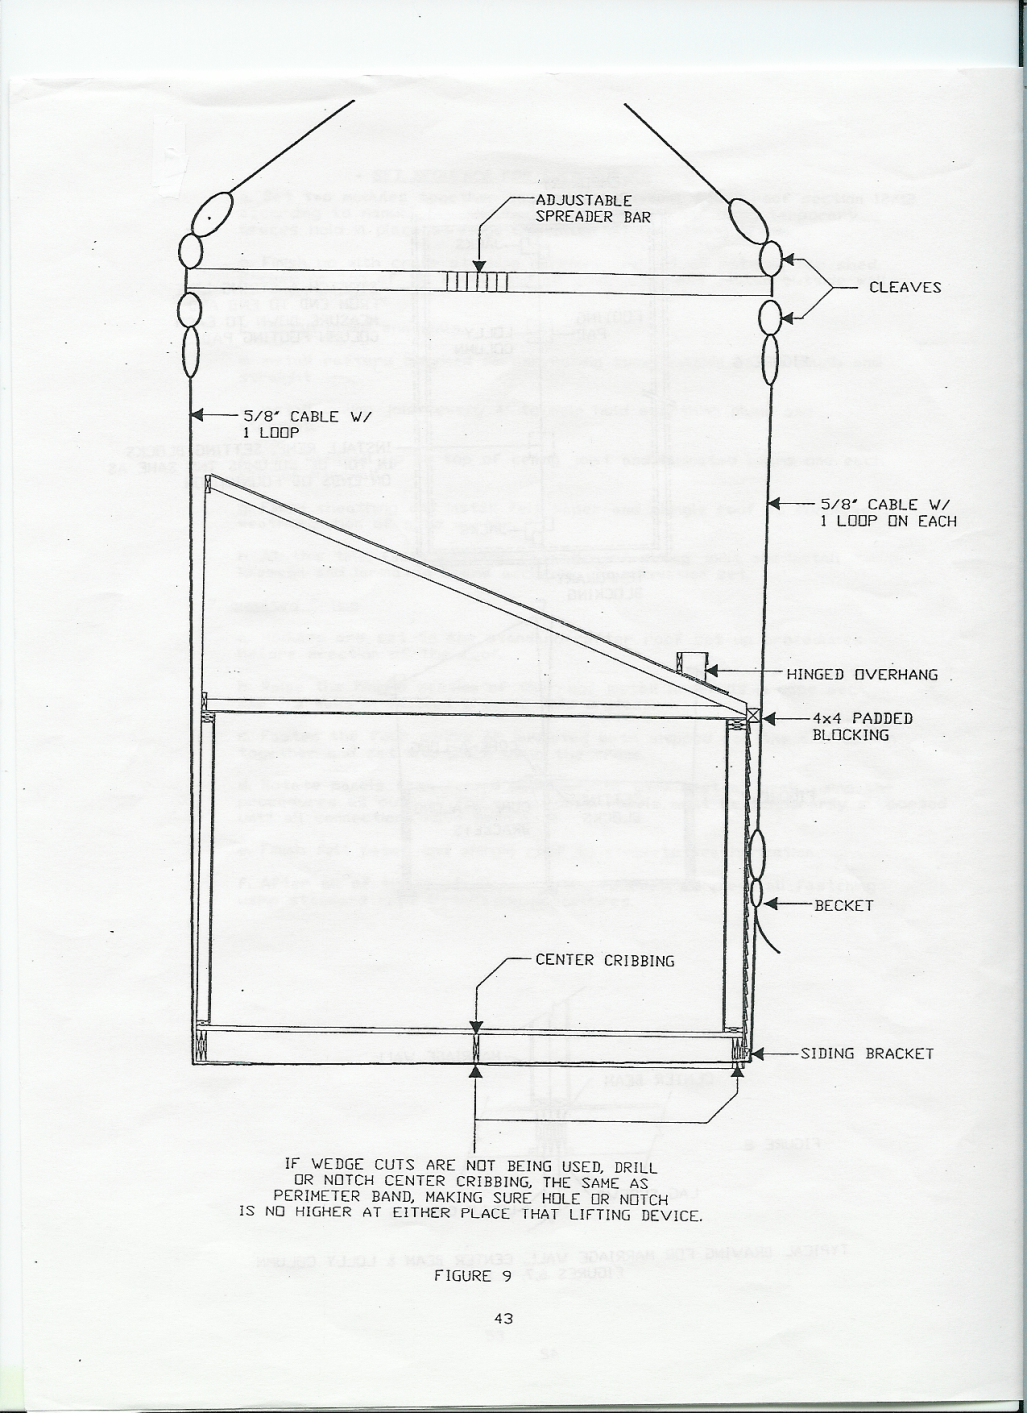 ADJUSTABLE
SPREADER BAR
CLEAVES
5/8" CABLE W/
1 LOOP
5/8" CABLE W/
1 LOOP ON EACH
HINGED OVERHANG
4x4 PADDED
BLOCKING
BECKET
CENTER CRIBBING
SIDING BRACKET
IF WEDGE CUTS ARE NOT BEING USED, DRILL
OR NOTCH CENTER CRIBBING, THE SAME AS
PERIMETER BAND, MAKING SURE HOLE OR NOTCH
IS NO HIGHER AT EITHER PLACE THAT LIFTING DEVICE.
FIGURE 9
43